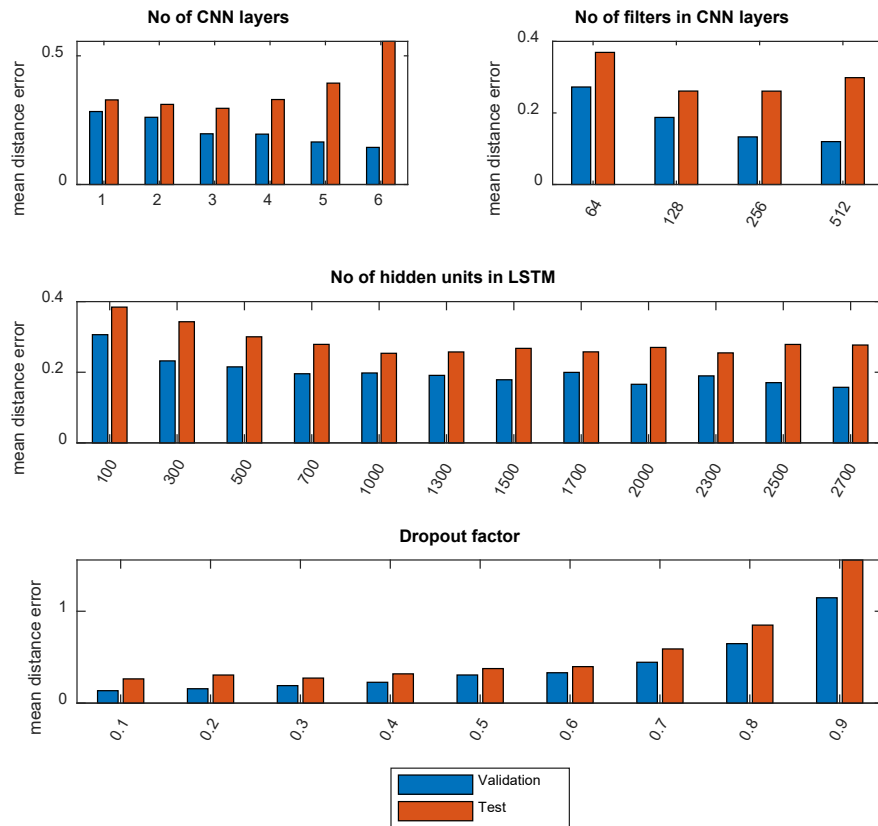 No of CNN layers
mean distance error
0.5
0
1 2 3 4 5 6
No of filters in CNN layers
mean distance error
0.4
0.2
0
64 128 256 512
No of hidden units in LSTM
mean distance error
0.4
0.2
0
100 300 500 700 1000 1300 1500 1700 2000 2300 2500 2700
Dropout factor
mean distance error
1
0
0.1 0.2 0.3 0.4 0.5 0.6 0.7 0.8 0.9
Validation
Test